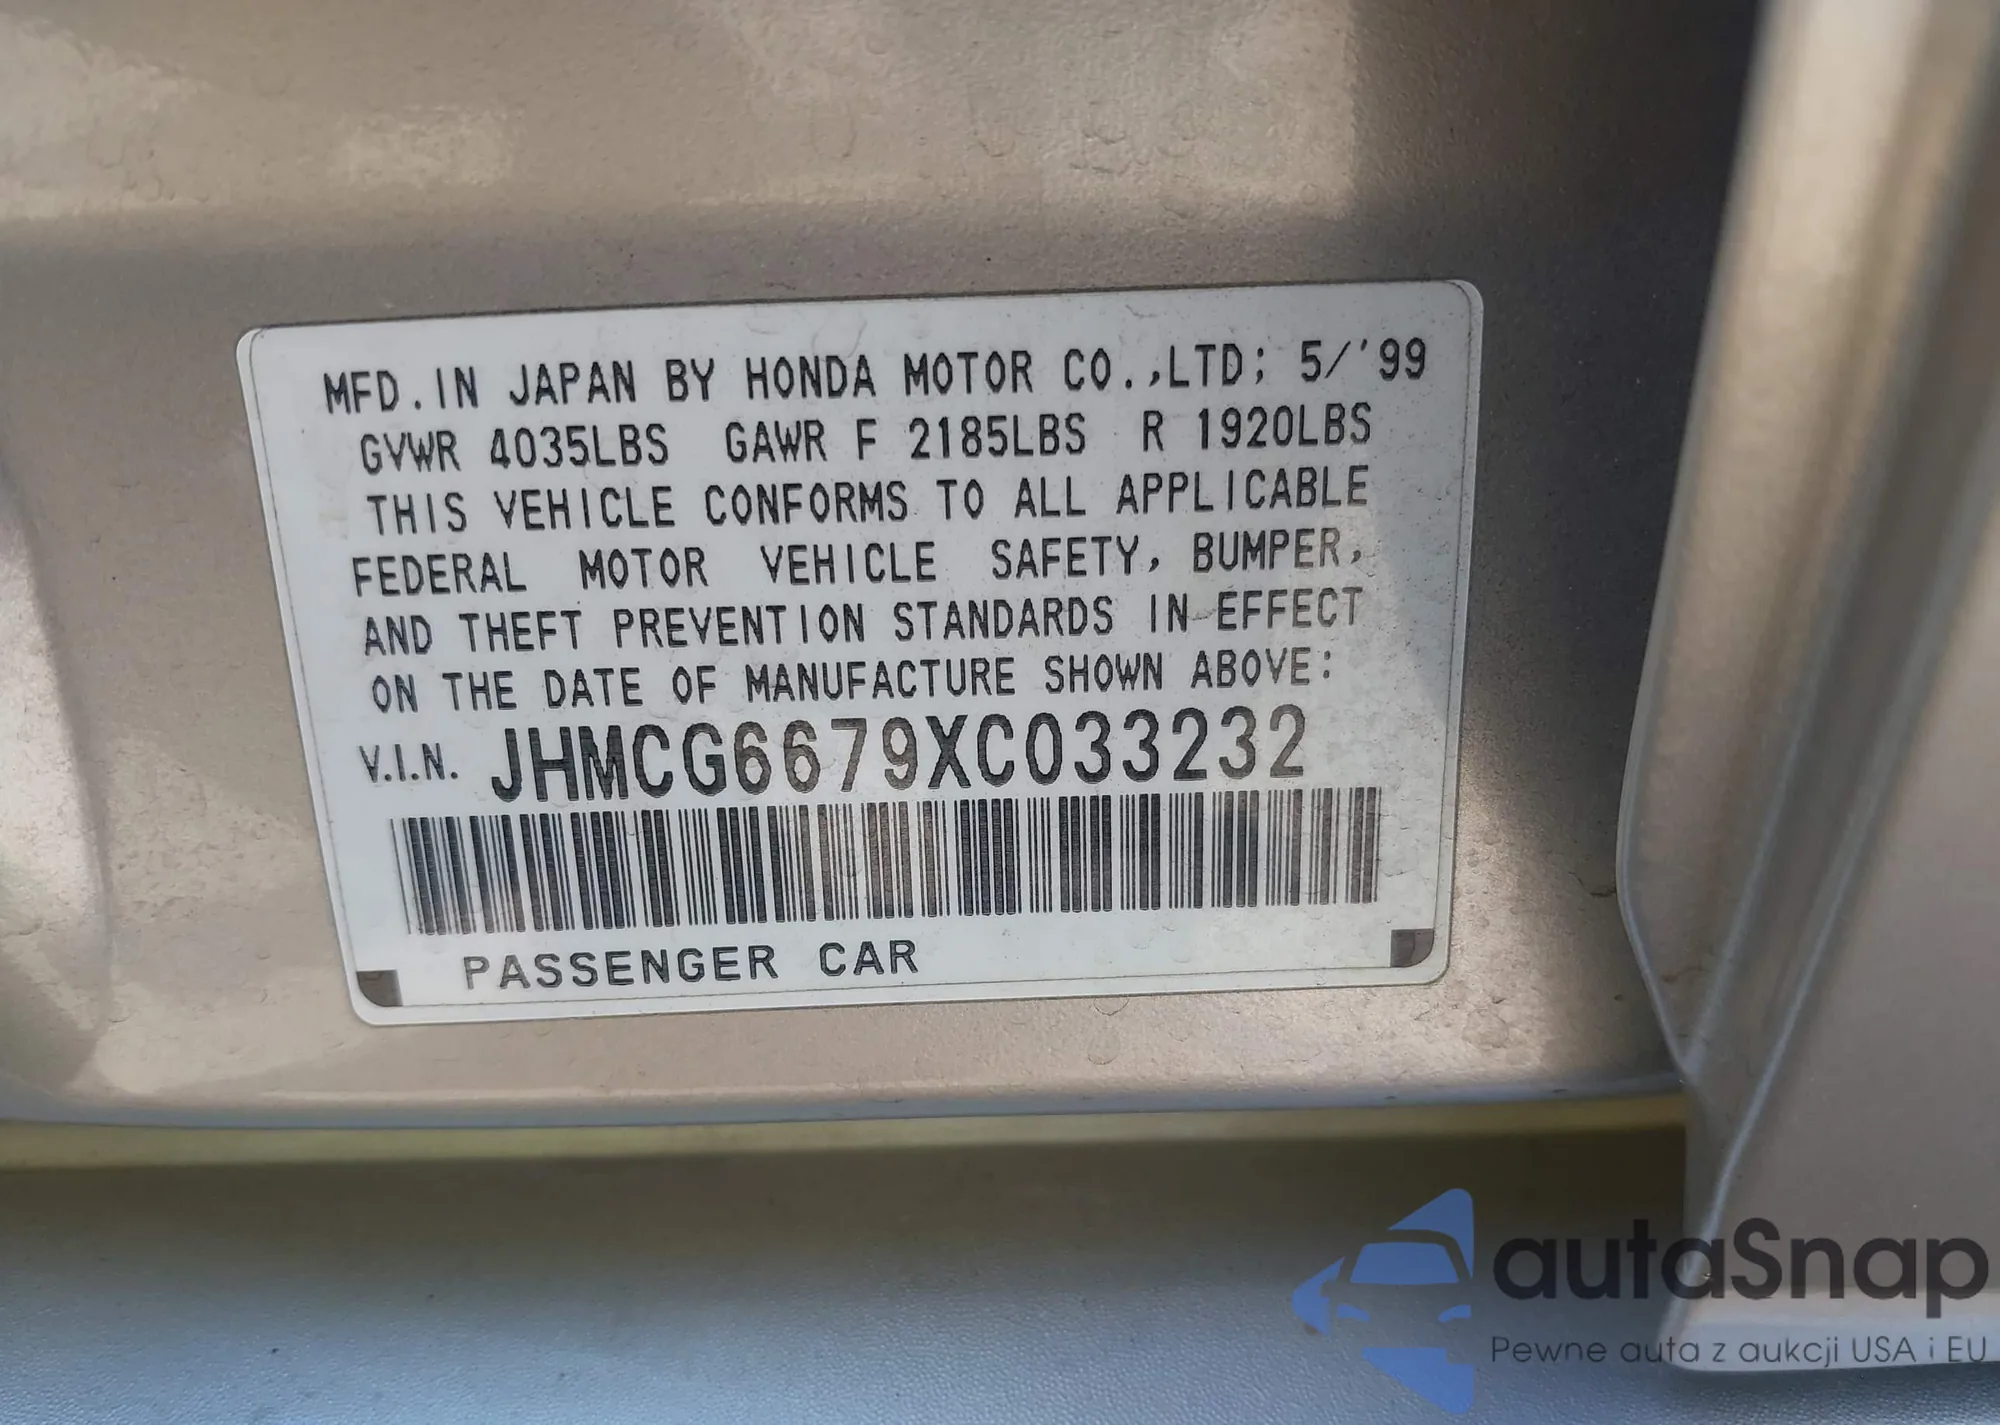 MFD. IN JAPAN BY HONDA MOTOR CO.,LTD; 5/'99
GVWR 4035LBS GAWR F 2185LBS R 1920LBS
THIS VEHICLE CONFORMS TO ALL APPLICABLE
FEDERAL MOTOR VEHICLE SAFETY, BUMPER,
AND THEFT PREVENTION STANDARDS IN EFFECT
ON THE DATE OF MANUFACTURE SHOWN ABOVE:
V.I.N. JHMCG6679XC033232
PASSENGER CAR
autaSnap
Pewne auta z aukcji USA i EU